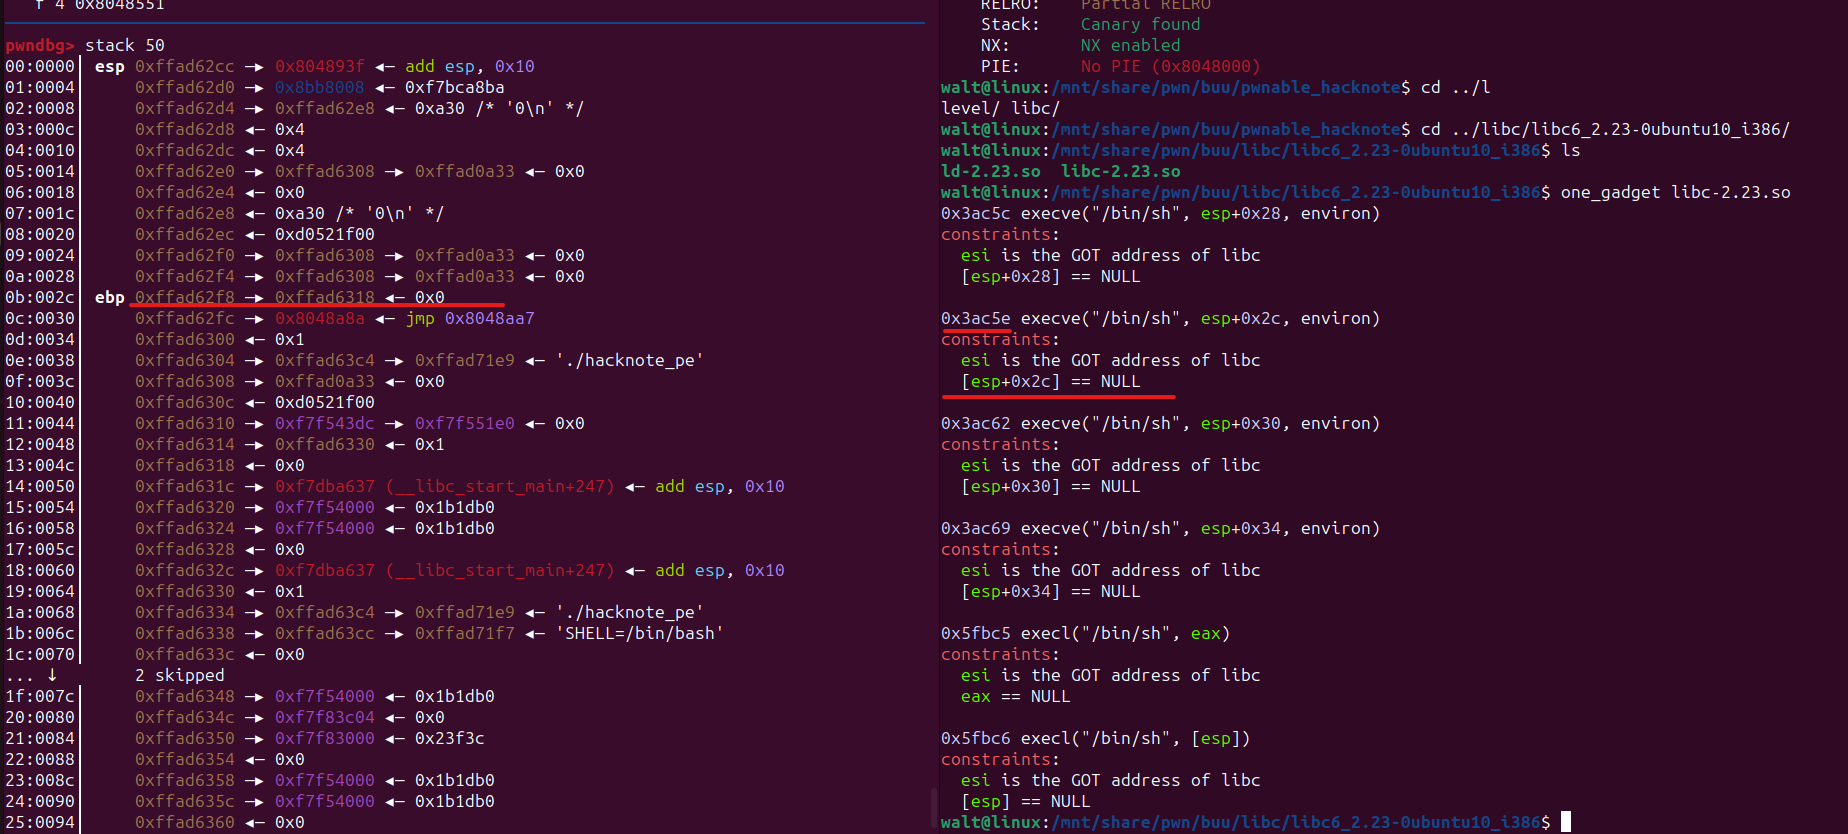 f 4 0x8048551
pwndbg> stack 50
00:0000│ esp 0xffad62cc —▸ 0x804893f ◂— add esp, 0x10
01:0004│     0xffad62d0 —▸ 0x8bb8008 ◂— 0xf7bca8ba
02:0008│     0xffad62d4 —▸ 0xffad62e8 ◂— 0xa30 /* '0\n' */
03:000c│     0xffad62d8 ◂— 0x4
04:0010│     0xffad62dc ◂— 0x4
05:0014│     0xffad62e0 —▸ 0xffad6308 —▸ 0xffad0a33 ◂— 0x0
06:0018│     0xffad62e4 ◂— 0x0
07:001c│     0xffad62e8 ◂— 0xa30 /* '0\n' */
08:0020│     0xffad62ec ◂— 0xd0521f00
09:0024│     0xffad62f0 —▸ 0xffad6308 —▸ 0xffad0a33 ◂— 0x0
0a:0028│     0xffad62f4 —▸ 0xffad6308 —▸ 0xffad0a33 ◂— 0x0
0b:002c│ ebp 0xffad62f8 —▸ 0xffad6318 ◂— 0x0
0c:0030│     0xffad62fc —▸ 0x8048a8a ◂— jmp 0x8048aa7
0d:0034│     0xffad6300 ◂— 0x1
0e:0038│     0xffad6304 —▸ 0xffad63c4 —▸ 0xffad71e9 ◂— './hacknote_pe'
0f:003c│     0xffad6308 —▸ 0xffad0a33 ◂— 0x0
10:0040│     0xffad630c ◂— 0xd0521f00
11:0044│     0xffad6310 —▸ 0xf7f543dc —▸ 0xf7f551e0 ◂— 0x0
12:0048│     0xffad6314 —▸ 0xffad6330 ◂— 0x1
13:004c│     0xffad6318 ◂— 0x0
14:0050│     0xffad631c —▸ 0xf7dba637 (__libc_start_main+247) ◂— add esp, 0x10
15:0054│     0xffad6320 —▸ 0xf7f54000 ◂— 0x1b1db0
16:0058│     0xffad6324 —▸ 0xf7f54000 ◂— 0x1b1db0
17:005c│     0xffad6328 ◂— 0x0
18:0060│     0xffad632c —▸ 0xf7dba637 (__libc_start_main+247) ◂— add esp, 0x10
19:0064│     0xffad6330 ◂— 0x1
1a:0068│     0xffad6334 —▸ 0xffad63c4 —▸ 0xffad71e9 ◂— './hacknote_pe'
1b:006c│     0xffad6338 —▸ 0xffad63cc —▸ 0xffad71f7 ◂— 'SHELL=/bin/bash'
1c:0070│     0xffad633c ◂— 0x0
... ↓        2 skipped
1f:007c│     0xffad6348 —▸ 0xf7f54000 ◂— 0x1b1db0
20:0080│     0xffad634c —▸ 0xf7f83c04 ◂— 0x0
21:0084│     0xffad6350 —▸ 0xf7f83000 ◂— 0x23f3c
22:0088│     0xffad6354 ◂— 0x0
23:008c│     0xffad6358 —▸ 0xf7f54000 ◂— 0x1b1db0
24:0090│     0xffad635c —▸ 0xf7f54000 ◂— 0x1b1db0
25:0094│     0xffad6360 ◂— 0x0
RELRO:    Partial RELRO
Stack:    Canary found
NX:       NX enabled
PIE:      No PIE (0x8048000)
walt@linux:/mnt/share/pwn/buu/pwnable_hacknote$ cd ../l
level/ libc/
walt@linux:/mnt/share/pwn/buu/pwnable_hacknote$ cd ../libc/libc6_2.23-0ubuntu10_i386/
walt@linux:/mnt/share/pwn/buu/libc/libc6_2.23-0ubuntu10_i386$ ls
ld-2.23.so  libc-2.23.so
walt@linux:/mnt/share/pwn/buu/libc/libc6_2.23-0ubuntu10_i386$ one_gadget libc-2.23.so
0x3ac5c execve("/bin/sh", esp+0x28, environ)
constraints:
  esi is the GOT address of libc
  [esp+0x28] == NULL
0x3ac5e execve("/bin/sh", esp+0x2c, environ)
constraints:
  esi is the GOT address of libc
  [esp+0x2c] == NULL
0x3ac62 execve("/bin/sh", esp+0x30, environ)
constraints:
  esi is the GOT address of libc
  [esp+0x30] == NULL
0x3ac69 execve("/bin/sh", esp+0x34, environ)
constraints:
  esi is the GOT address of libc
  [esp+0x34] == NULL
0x5fbc5 execl("/bin/sh", eax)
constraints:
  esi is the GOT address of libc
  eax == NULL
0x5fbc6 execl("/bin/sh", [esp])
constraints:
  esi is the GOT address of libc
  [esp] == NULL
walt@linux:/mnt/share/pwn/buu/libc/libc6_2.23-0ubuntu10_i386$